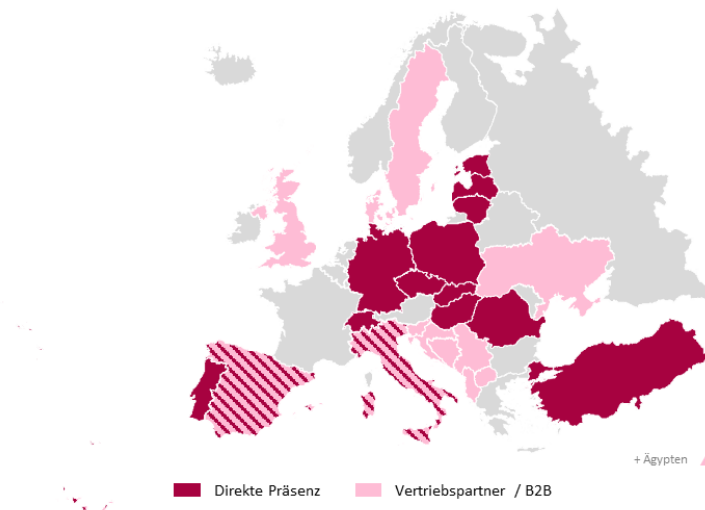 + Ägypten
Direkte Präsenz
Vertriebspartner / B2B